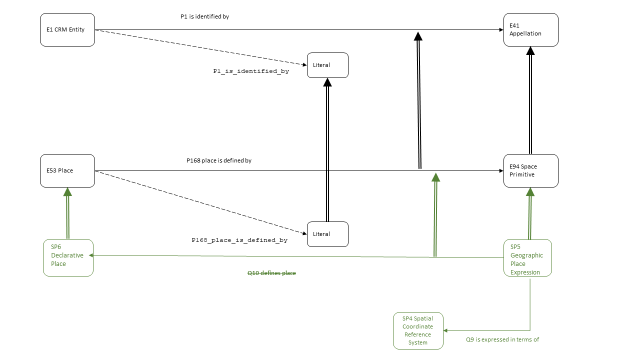 P1 is identified by
E1 CRM Entity
E41
Appellation
Literal
P1_is_identified_by
P168 place is defined by
E53 Place
E94 Space
Primitive
Literal
P168_place_is_defined_by
SP6
Declarative
Place
SP5
Geographic
Place
Expression
Q10 defines place
SP4 Spatial
Coordinate
Reference
System
Q9 is expressed in terms of